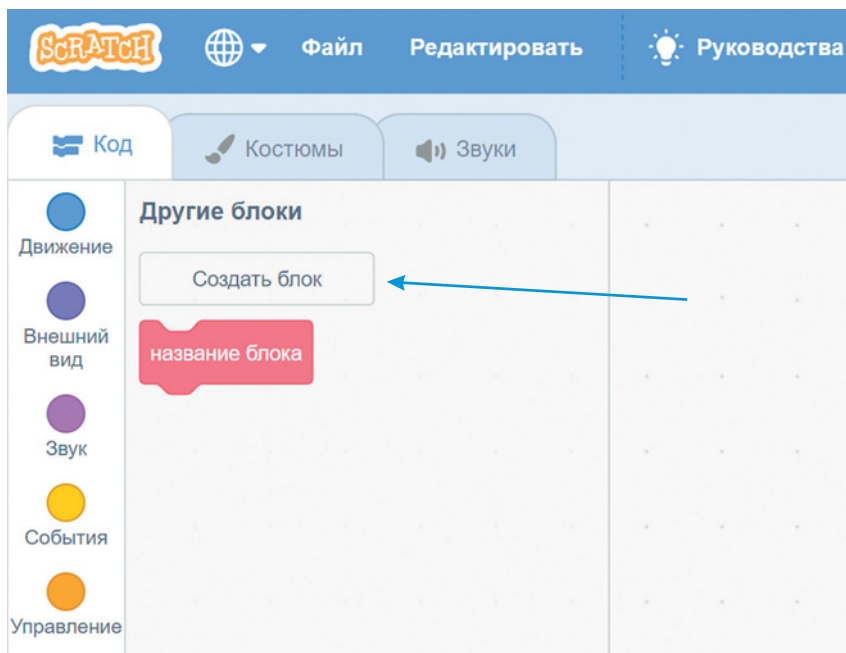 SCRATCH Файл Редактировать Руководства
Код Костюмы Звуки
Движение
Внешний
вид
Звук
События
Управление
Другие блоки
Создать блок
название блока